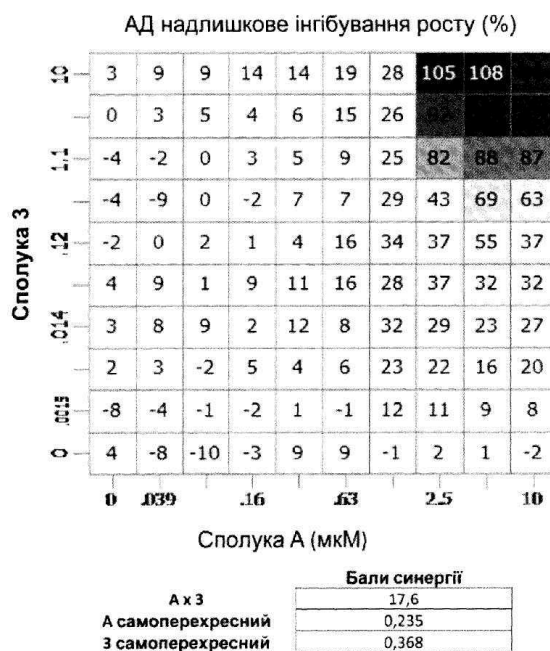 АД надлишкове інгібування росту (%)
10 3 9 9 14 14 19 28 105 108
0 3 5 4 6 15 26
1,1 -4 -2 0 3 5 9 25 82 88 87
-4 -9 0 -2 7 7 29 43 69 63
.12 -2 0 2 1 4 16 34 37 55 37
4 9 1 9 11 16 28 37 32 32
.014 3 8 9 2 12 8 32 29 23 27
2 3 -2 5 4 6 23 22 16 20
.0015 -8 -4 -1 -2 1 -1 12 11 9 8
0 4 -8 -10 -3 9 9 -1 2 1 -2
Сполука 3
0 .039 .16 .63 2.5 10
Сполука А (мкМ)
Бали синергії
А х 3 17,6
А самоперехресний 0,235
3 самоперехресний 0,368